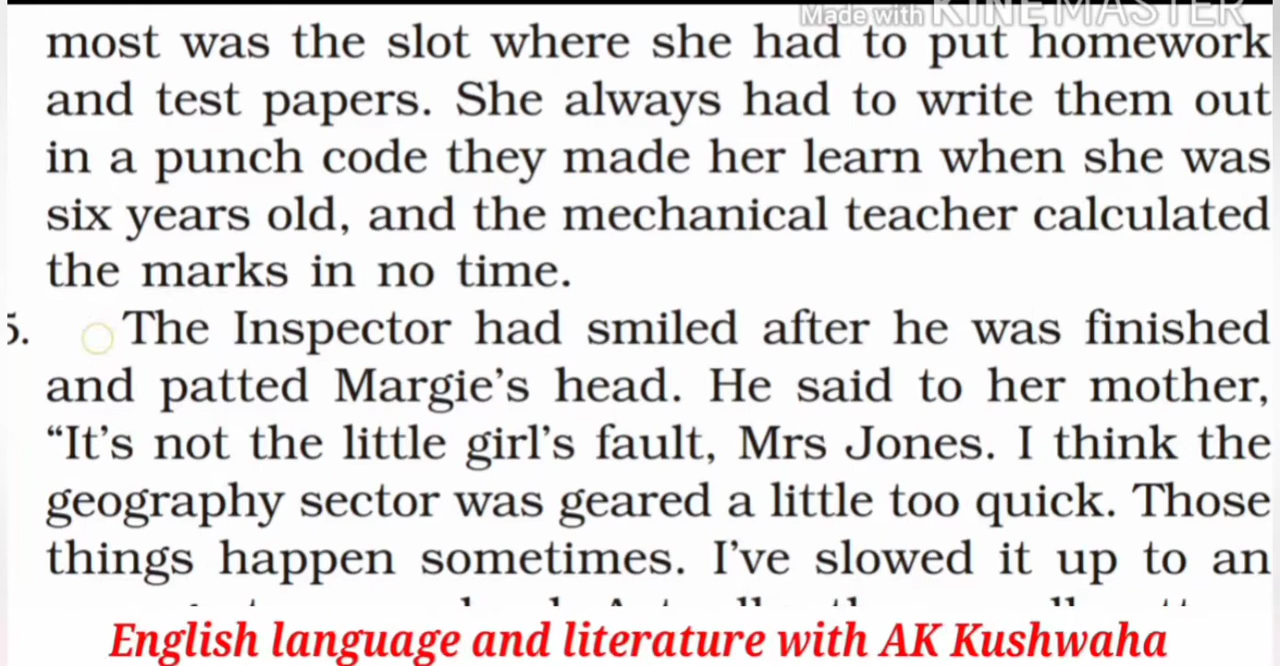 Made with KINEMASTER
most was the slot where she had to put homework
and test papers. She always had to write them out
in a punch code they made her learn when she was
six years old, and the mechanical teacher calculated
the marks in no time.
5. The Inspector had smiled after he was finished
and patted Margie’s head. He said to her mother,
“It’s not the little girl’s fault, Mrs Jones. I think the
geography sector was geared a little too quick. Those
things happen sometimes. I’ve slowed it up to an
English language and literature with AK Kushwaha